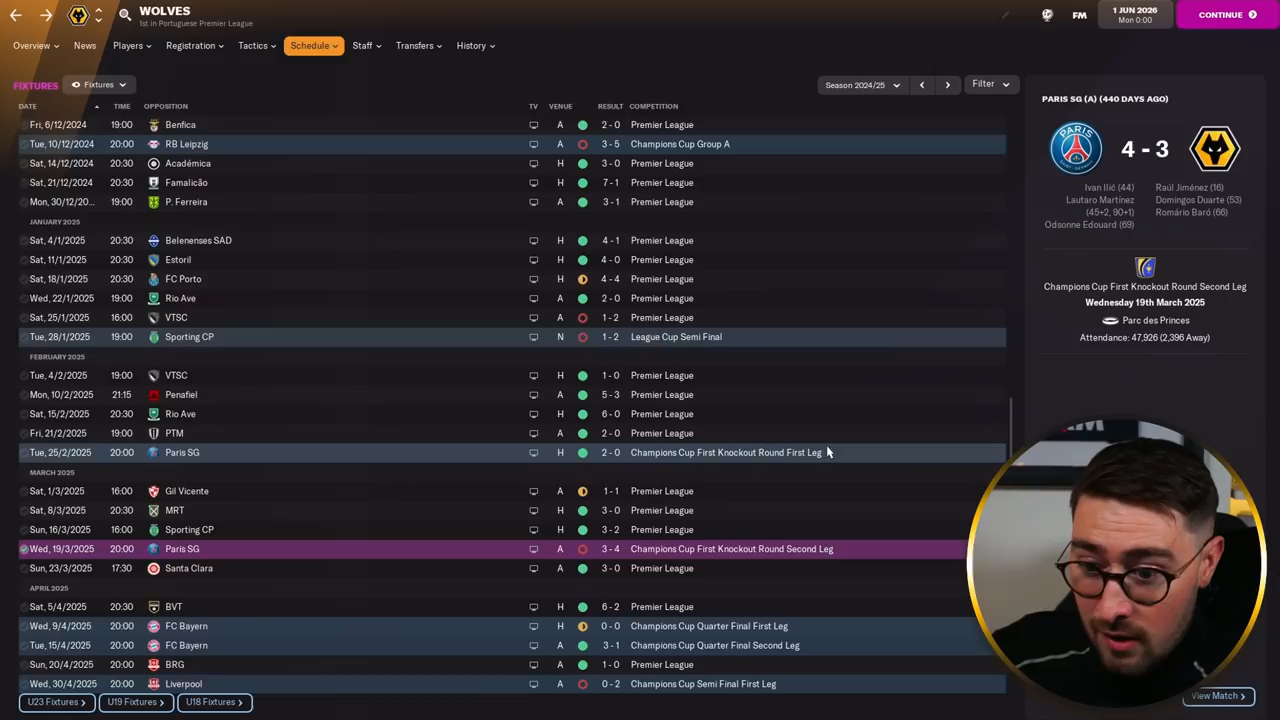 WOLVES
1st in Portuguese Premier League
FM
1 JUN 2026
Mon 0:00
CONTINUE
Overview
News
Players
Registration
Tactics
Schedule
Staff
Transfers
History
FIXTURES
Fixtures
Season 2024/25
Filter
DATE TIME OPPOSITION TV VENUE RESULT COMPETITION
Fri, 6/12/2024 19:00 Benfica A 2 - 0 Premier League
Tue, 10/12/2024 20:00 RB Leipzig A 3 - 5 Champions Cup Group A
Sat, 14/12/2024 20:30 Académica H 3 - 0 Premier League
Sat, 21/12/2024 20:30 Famalicão H 7 - 1 Premier League
Mon, 30/12/20... 19:00 P. Ferreira A 3 - 1 Premier League
JANUARY 2025
Sat, 4/1/2025 20:30 Belenenses SAD H 4 - 1 Premier League
Sat, 11/1/2025 20:30 Estoril H 4 - 0 Premier League
Sat, 18/1/2025 20:30 FC Porto H 4 - 4 Premier League
Wed, 22/1/2025 19:00 Rio Ave A 2 - 0 Premier League
Sat, 25/1/2025 16:00 VTSC A 1 - 2 Premier League
Tue, 28/1/2025 19:00 Sporting CP N 1 - 2 League Cup Semi Final
FEBRUARY 2025
Tue, 4/2/2025 19:00 VTSC H 1 - 0 Premier League
Mon, 10/2/2025 21:15 Penafiel A 5 - 3 Premier League
Sat, 15/2/2025 20:30 Rio Ave H 6 - 0 Premier League
Fri, 21/2/2025 19:00 PTM A 2 - 0 Premier League
Tue, 25/2/2025 20:00 Paris SG H 2 - 0 Champions Cup First Knockout Round First Leg
MARCH 2025
Sat, 1/3/2025 16:00 Gil Vicente A 1 - 1 Premier League
Sat, 8/3/2025 20:30 MRT H 3 - 0 Premier League
Sun, 16/3/2025 16:00 Sporting CP H 3 - 2 Premier League
Wed, 19/3/2025 20:00 Paris SG A 3 - 4 Champions Cup First Knockout Round Second Leg
Sun, 23/3/2025 17:30 Santa Clara A 3 - 0 Premier League
APRIL 2025
Sat, 5/4/2025 20:30 BVT H 6 - 2 Premier League
Wed, 9/4/2025 20:00 FC Bayern H 0 - 0 Champions Cup Quarter Final First Leg
Tue, 15/4/2025 20:00 FC Bayern A 3 - 1 Champions Cup Quarter Final Second Leg
Sun, 20/4/2025 20:00 BRG A 1 - 0 Premier League
Wed, 30/4/2025 20:00 Liverpool A 0 - 2 Champions Cup Semi Final First Leg
U23 Fixtures
U19 Fixtures
U18 Fixtures
PARIS SG (A) (440 DAYS AGO)
PARIS
4 - 3
Ivan Ilić (44) Raúl Jiménez (16)
Lautaro Martínez Domingos Duarte (53)
(45+2, 90+1) Romário Baró (66)
Odsonne Edouard (69)
Champions Cup First Knockout Round Second Leg
Wednesday 19th March 2025
Parc des Princes
Attendance: 47,926 (2,396 Away)
View Match